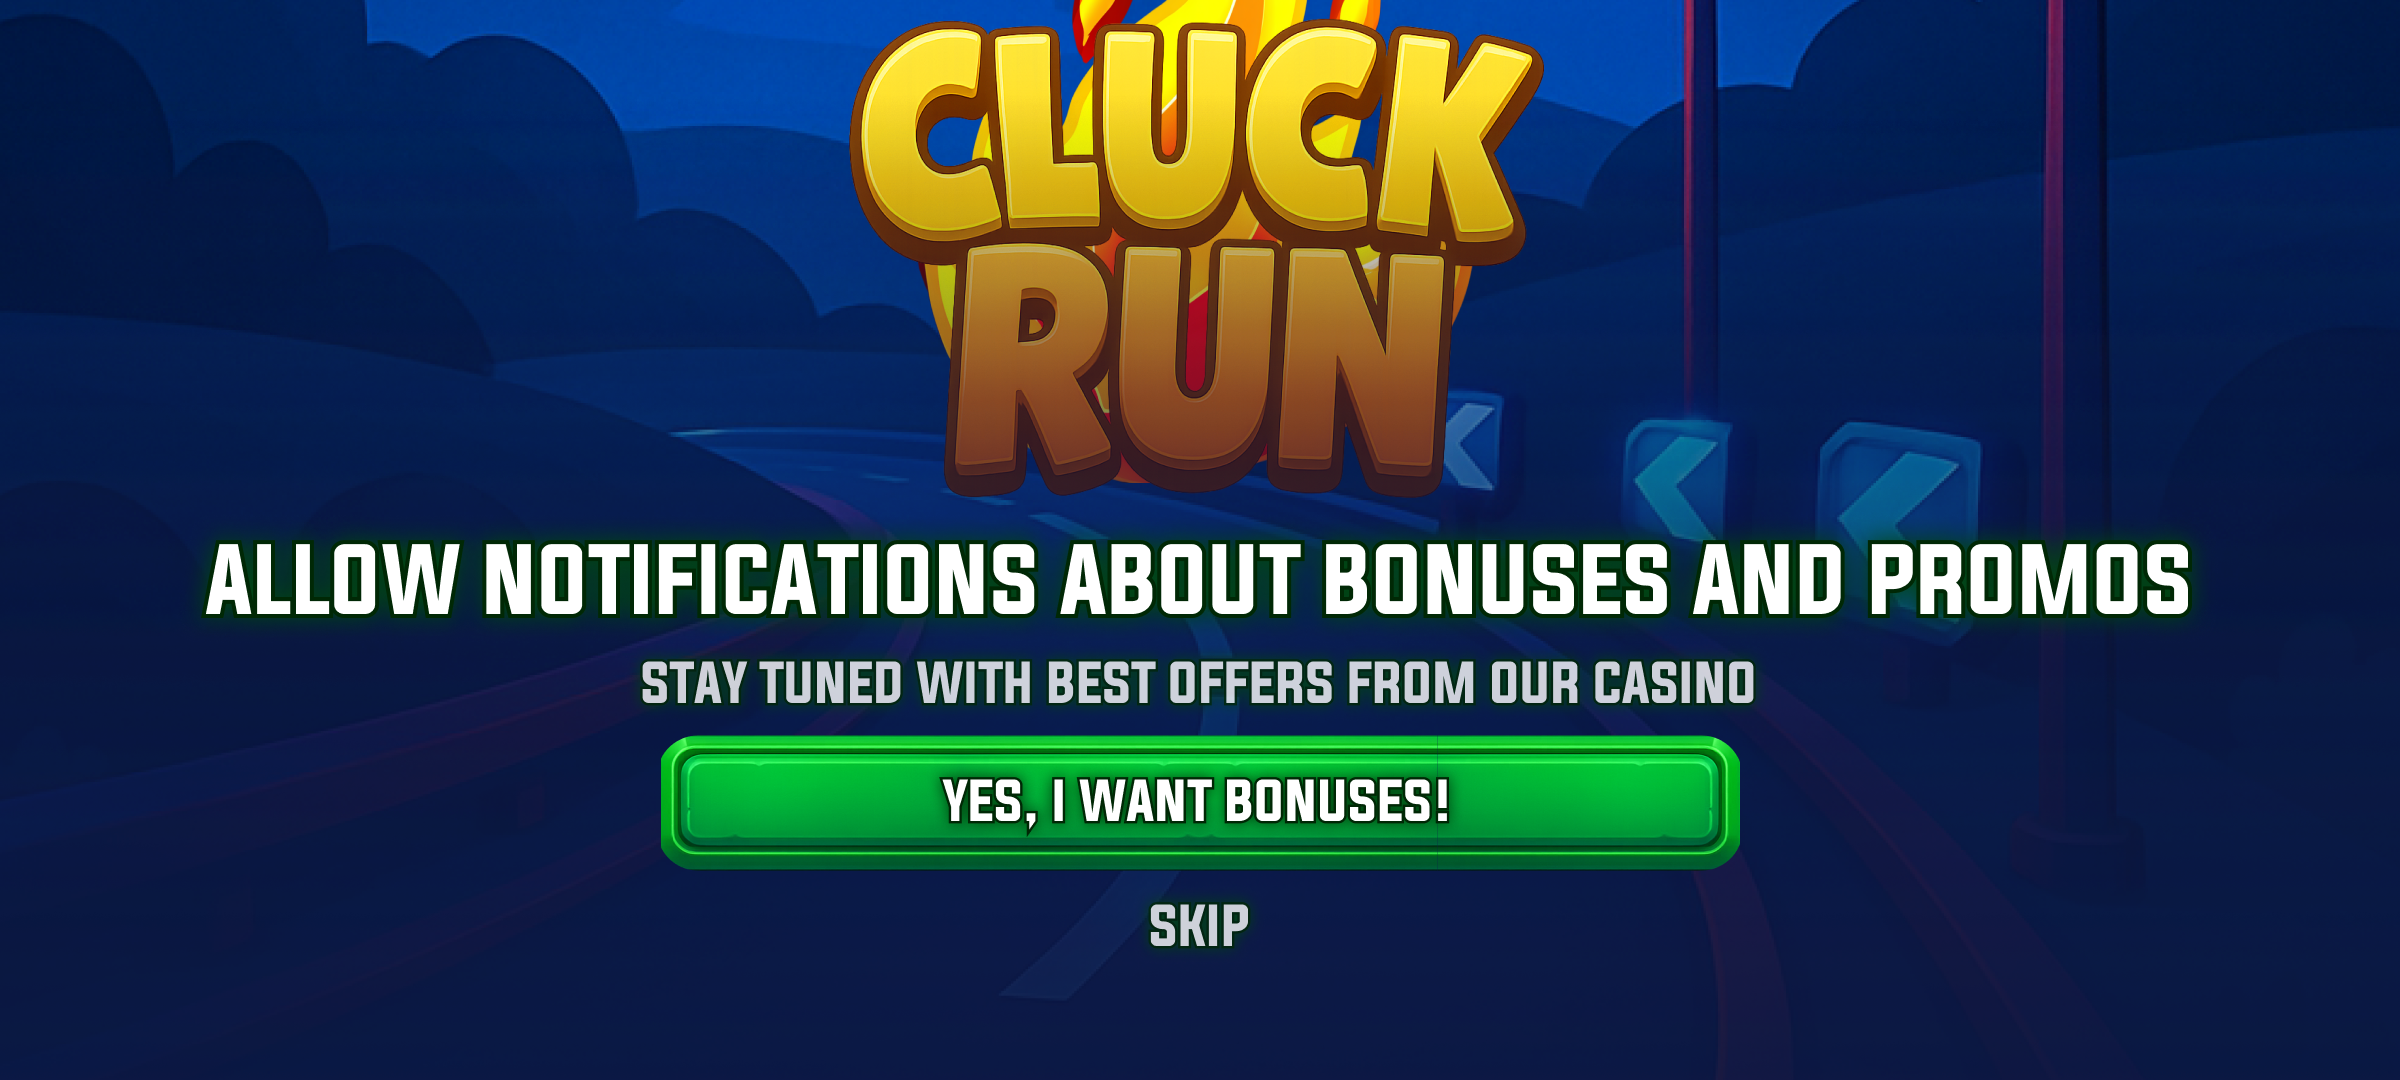 CLUCK
RUN
ALLOW NOTIFICATIONS ABOUT BONUSES AND PROMOS
STAY TUNED WITH BEST OFFERS FROM OUR CASINO
YES, I WANT BONUSES!
SKIP